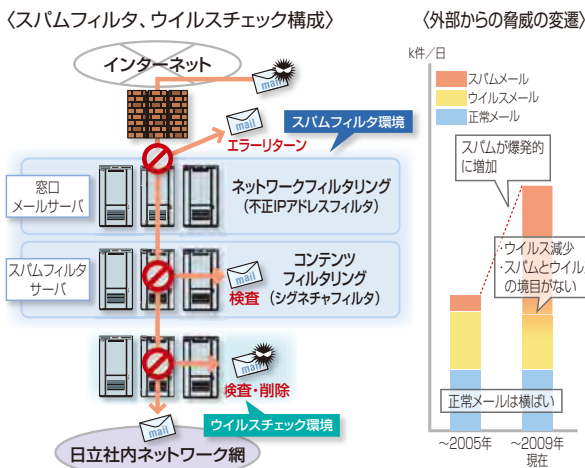 〈スパムフィルタ、ウイルスチェック構成〉
インターネット
mail
mail
エラーリターン
スパムフィルタ環境
窓口
メールサーバ
ネットワークフィルタリング
(不正IPアドレスフィルタ)
スパムフィルタ
サーバ
コンテンツ
フィルタリング
(シグネチャフィルタ)
mail
検査
mail
検査・削除
ウイルスチェック環境
mail
日立社内ネットワーク網
〈外部からの脅威の変遷〉
k件/日
スパムメール
ウイルスメール
正常メール
スパムが爆発的
に増加
・ウイルス減少
・スパムとウイルス
の境目がない
正常メールは横ばい
~2005年
~2009年
現在